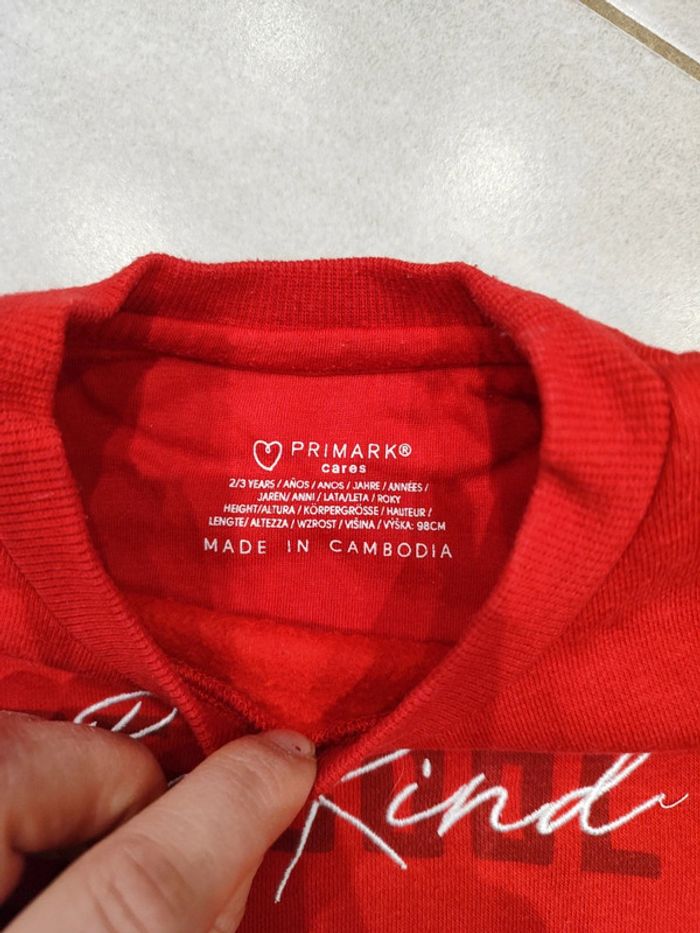 PRIMARK®
cares
2/3 YEARS / AÑOS / ANOS / JAHRE / ANNÉES /
JAREN/ ANNI / LATA/LETA / ROKY
HEIGHT/ALTURA / KÖRPERGRÖSSE / HAUTEUR /
LENGTE/ ALTEZZA / WZROST / VIŠINA / VÝŠKA: 98CM
MADE IN CAMBODIA
Kind